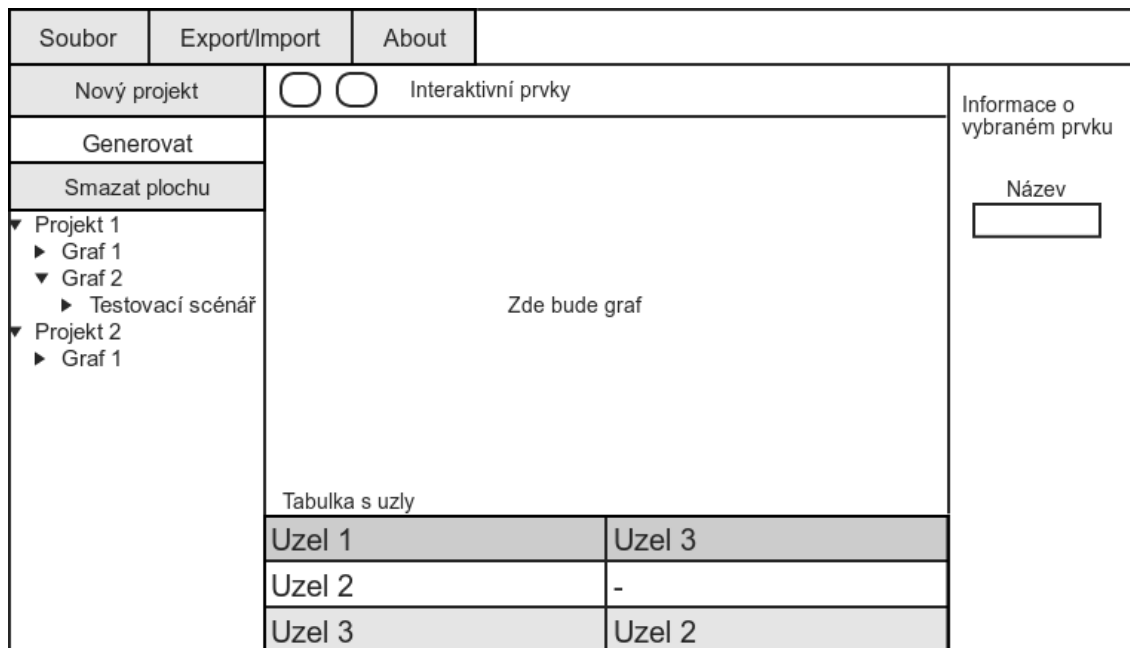 Soubor Export/Import About
Nový projekt
Generovat
Smazat plochu
Projekt 1
Graf 1
Graf 2
Testovací scénář
Projekt 2
Graf 1
Interaktivní prvky
Zde bude graf
Tabulka s uzly
Uzel 1 Uzel 3
Uzel 2 -
Uzel 3 Uzel 2
Informace o
vybraném prvku
Název